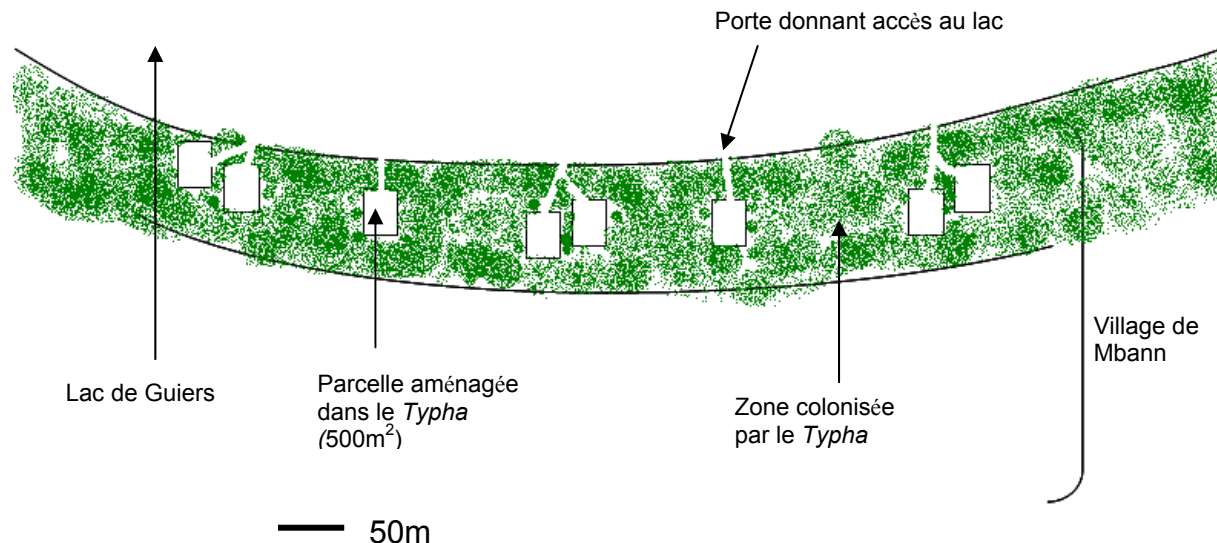 Porte donnant accès au lac
Village de
Mbann
Lac de Guiers
Parcelle aménagée
dans le Typha
(500m²)
Zone colonisée
par le Typha
50m